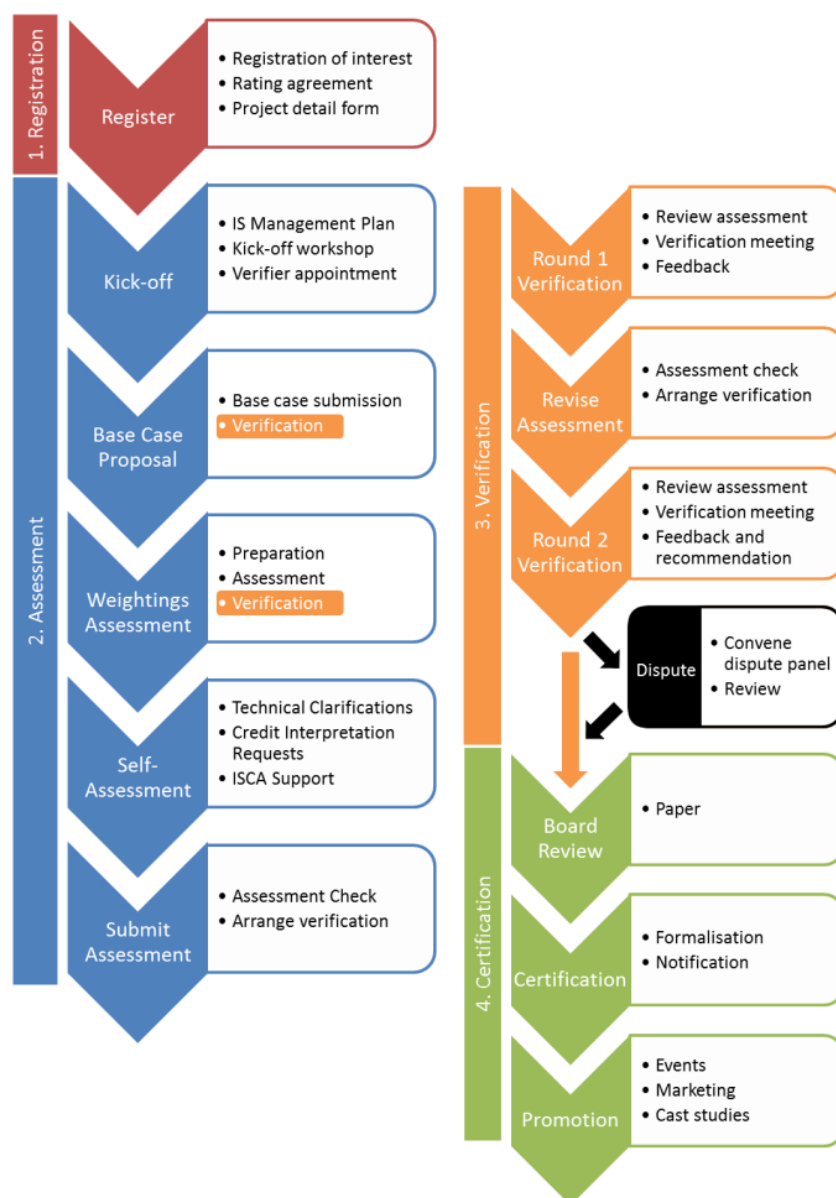 1. Registration
Register
• Registration of interest
• Rating agreement
• Project detail form
2. Assessment
Kick-off
• IS Management Plan
• Kick-off workshop
• Verifier appointment
Base Case
Proposal
• Base case submission
• Verification
Weightings
Assessment
• Preparation
• Assessment
• Verification
Self-
Assessment
• Technical Clarifications
• Credit Interpretation
Requests
• ISCA Support
Submit
Assessment
• Assessment Check
• Arrange verification
3. Verification
Round 1
Verification
• Review assessment
• Verification meeting
• Feedback
Revise
Assessment
• Assessment check
• Arrange verification
Round 2
Verification
• Review assessment
• Verification meeting
• Feedback and
recommendation
Dispute
• Convene
dispute panel
• Review
4. Certification
Board
Review
• Paper
Certification
• Formalisation
• Notification
Promotion
• Events
• Marketing
• Cast studies